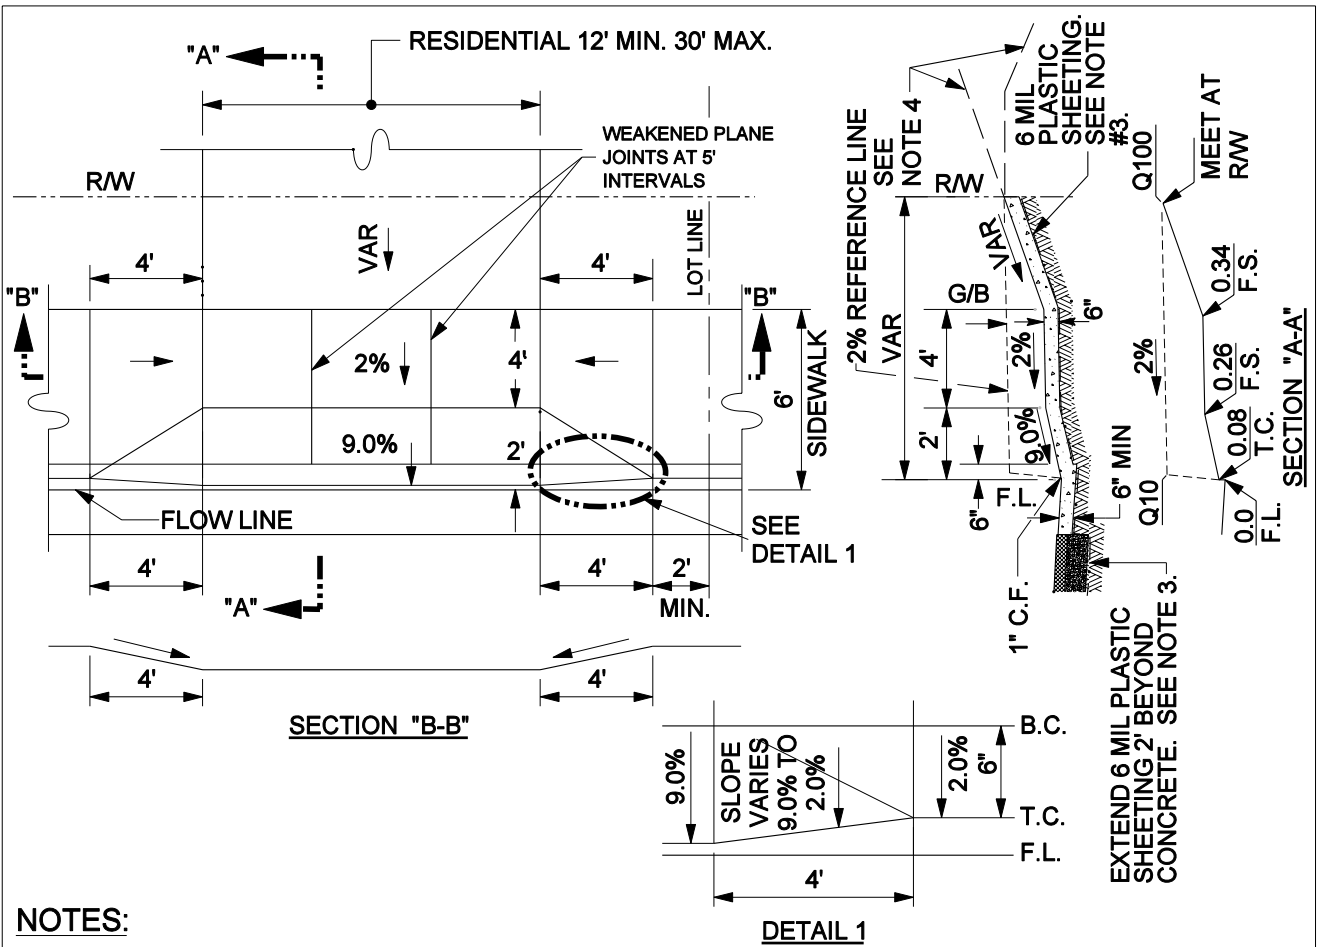 "A"
RESIDENTIAL 12' MIN. 30' MAX.
WEAKENED PLANE
JOINTS AT 5'
INTERVALS
R/W
VAR
LOT LINE
4'
4'
"B"
"B"
2%
4'
6'
SIDEWALK
9.0%
2'
FLOW LINE
SEE
DETAIL 1
4'
4'
2'
MIN.
"A"
4'
4'
SECTION "B-B"
2% REFERENCE LINE
SEE
NOTE 4
6 MIL
PLASTIC
SHEETING.
SEE NOTE
#3.
R/W
VAR
VAR
G/B
6"
4'
2%
2'
9.0%
6"
F.L.
6" MIN
1" C.F.
EXTEND 6 MIL PLASTIC
SHEETING 2' BEYOND
CONCRETE. SEE NOTE 3.
Q100
MEET AT
R/W
0.34
F.S.
2%
0.26
F.S.
0.08
T.C.
Q10
0.0
F.L.
SECTION "A-A"
9.0%
SLOPE
VARIES
9.0% TO
2.0%
2.0%
6"
B.C.
T.C.
F.L.
4'
DETAIL 1
NOTES: